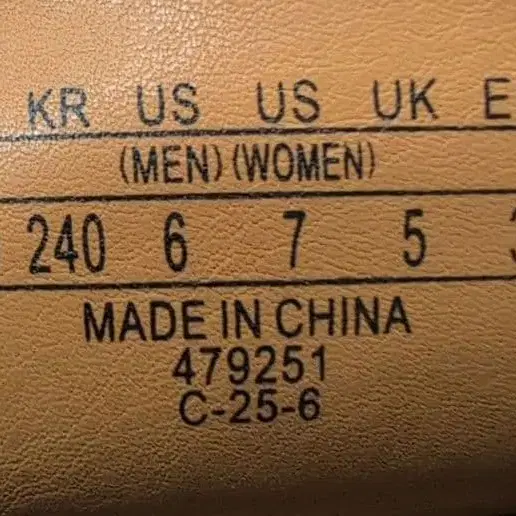 KR US US UK E
(MEN) (WOMEN)
240 6 7 5
MADE IN CHINA
479251
C-25-6